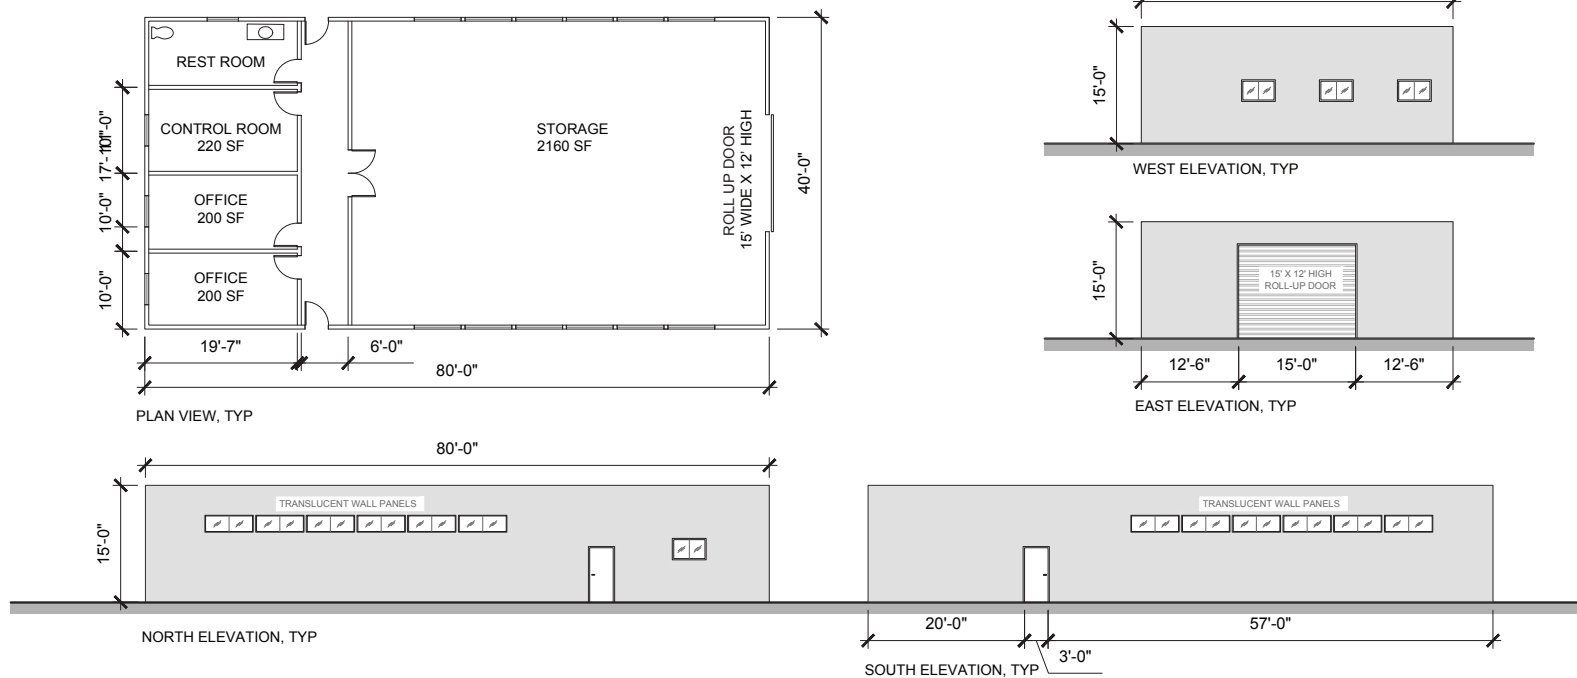 REST ROOM
CONTROL ROOM
220 SF
OFFICE
200 SF
OFFICE
200 SF
STORAGE
2160 SF
ROLL UP DOOR
15' WIDE X 12' HIGH
40'-0"
10'-0"
10'-0"
19'-7"
6'-0"
80'-0"
PLAN VIEW, TYP
15'-0"
WEST ELEVATION, TYP
15'-0"
15' X 12' HIGH
ROLL-UP DOOR
12'-6"
15'-0"
12'-6"
EAST ELEVATION, TYP
80'-0"
15'-0"
TRANSLUCENT WALL PANELS
NORTH ELEVATION, TYP
TRANSLUCENT WALL PANELS
20'-0"
3'-0"
57'-0"
SOUTH ELEVATION, TYP